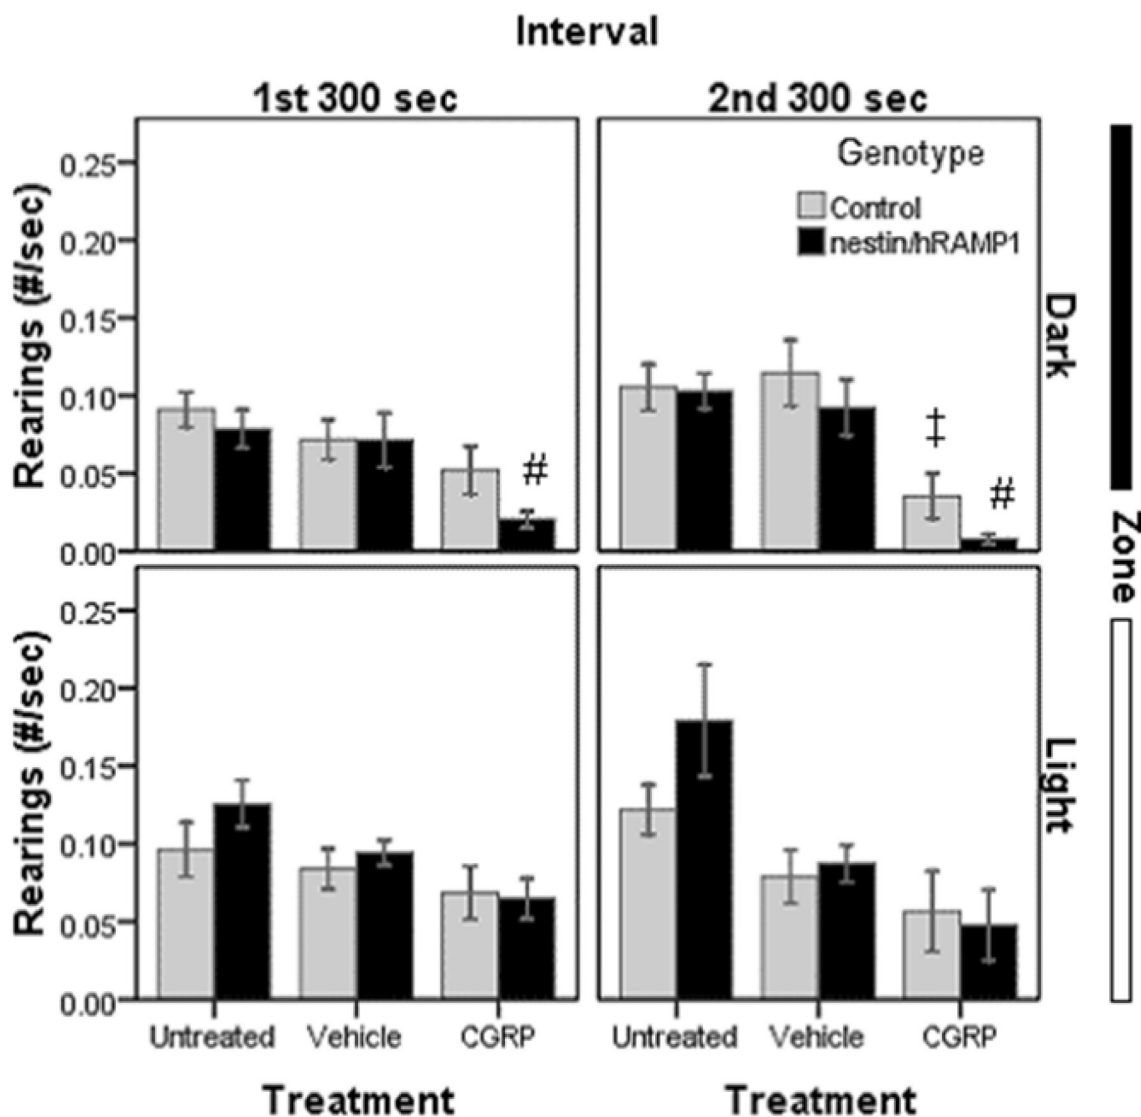 Interval
1st 300 sec
2nd 300 sec
Rearings (#/sec)
0.25
0.20
0.15
0.10
0.05
0.00
#
Genotype
Control
nestin/hRAMP1
‡
#
Dark
Zone
Rearings (#/sec)
0.25
0.20
0.15
0.10
0.05
0.00
Light
Untreated Vehicle CGRP
Untreated Vehicle CGRP
Treatment
Treatment